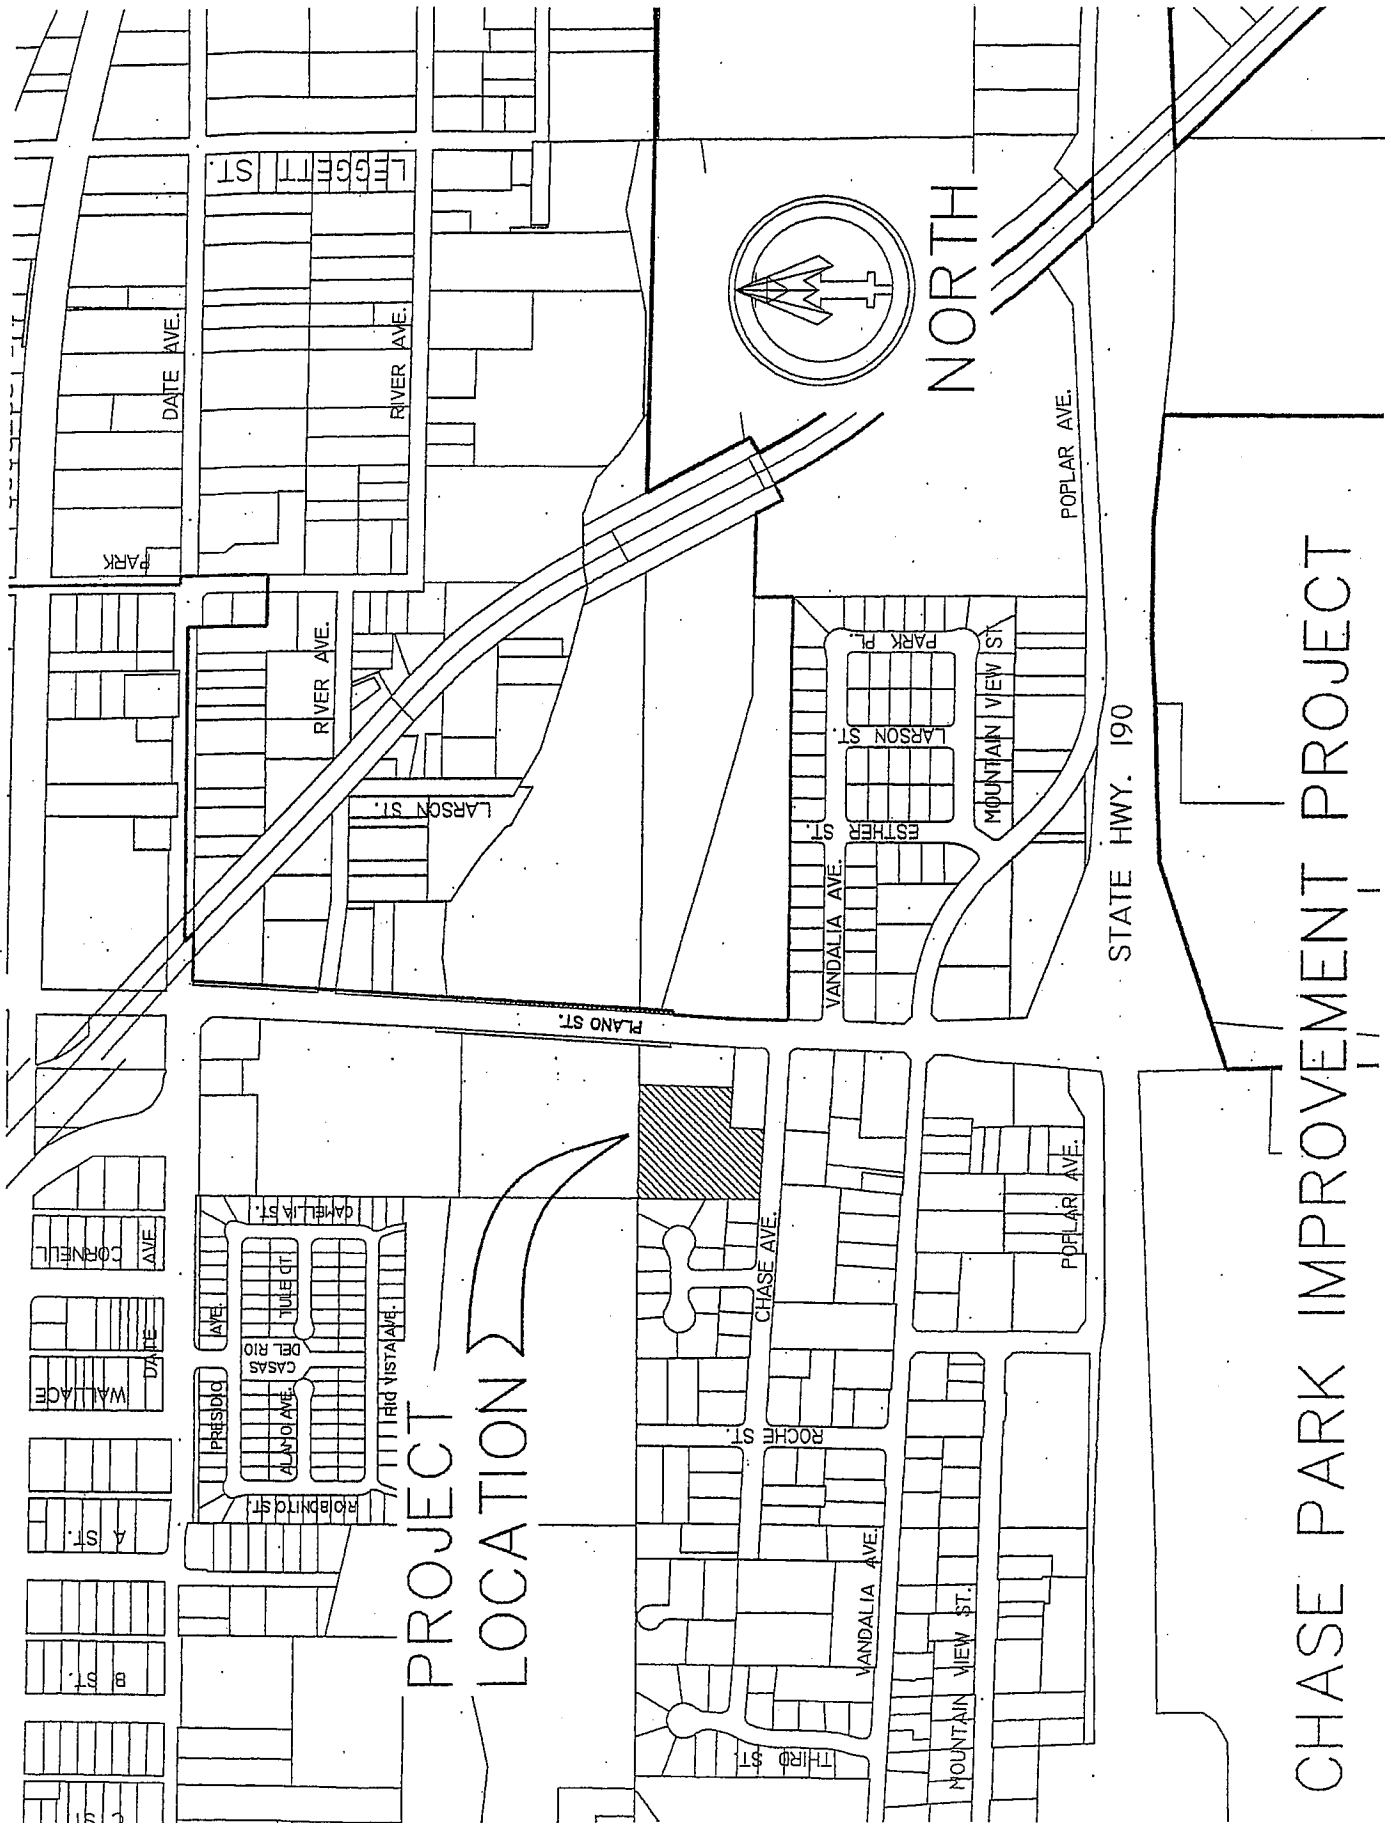 CORNELL
WALLACE
A ST.
B ST.
C ST
DATE AVE
DATE AVE.
PARK
LEGGETT ST.
PRESIDIO AVE.
ALAMO AVE.
TULE CT.
CASAS
DEL RIO
RIO BONITO ST.
CAMELLIA ST.
RIO VISTA AVE.
RIVER AVE.
RIVER AVE.
LARSON ST.
PLANO ST.
PROJECT
LOCATION
NORTH
THIRD ST.
ROCHE ST.
CHASE AVE.
VANDALIA AVE.
VANDALIA AVE.
ESTHER ST.
LARSON ST.
PARK PL.
MOUNTAIN VIEW ST.
MOUNTAIN VIEW ST
POPLAR AVE.
POPLAR AVE.
STATE HWY. 190
CHASE PARK IMPROVEMENT PROJECT